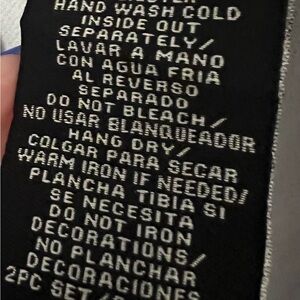 HAND WASH COLD
INSIDE OUT
SEPARATELY/
LAVAR A MANO
CON AGUA FRIA
AL REVERSO
SEPARADO
DO NOT BLEACH/
NO USAR BLANQUEADOR
HANG DRY/
COLGAR PARA SECAR
WARM IRON IF NEEDED/
PLANCHA TIBIA SI
SE NECESITA
DO NOT IRON
DECORATIONS/
NO PLANCHAR
DECORACIONES
2PC SET